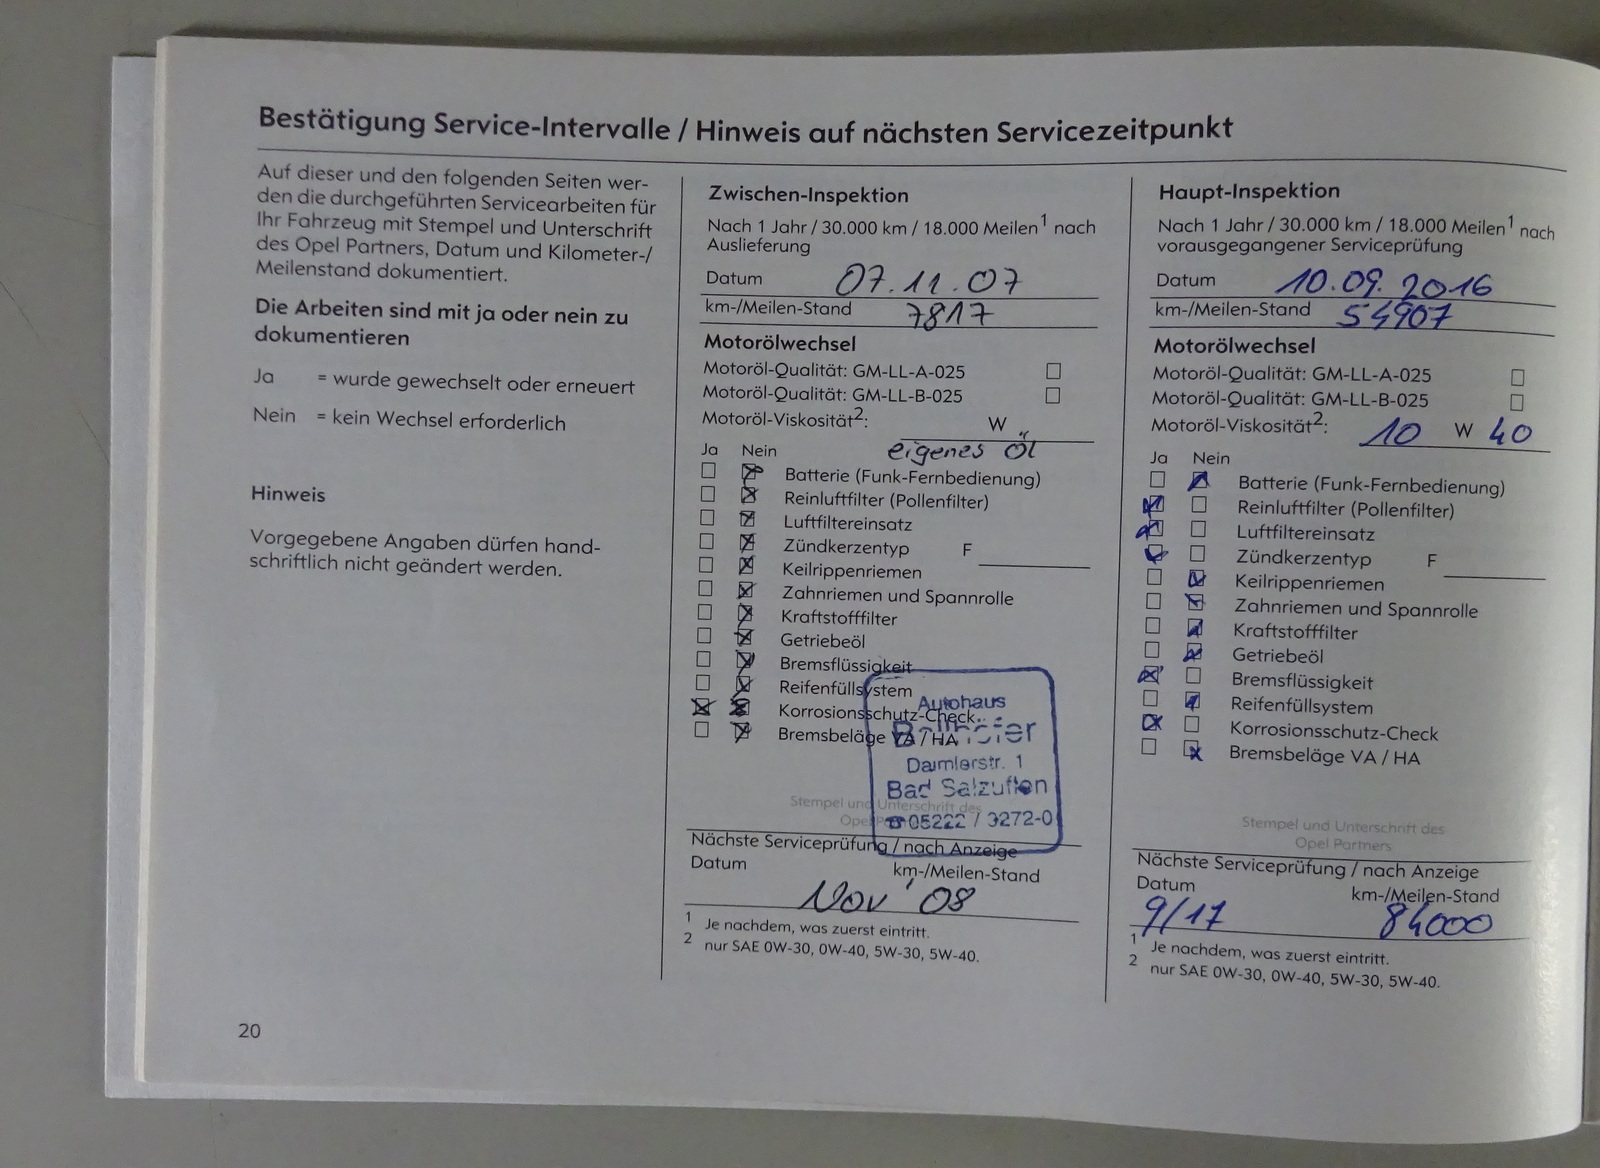 Bestätigung Service-Intervalle / Hinweis auf nächsten Servicezeitpunkt
Auf dieser und den folgenden Seiten wer-
den die durchgeführten Servicearbeiten für
Ihr Fahrzeug mit Stempel und Unterschrift
des Opel Partners, Datum und Kilometer-/
Meilenstand dokumentiert.
Die Arbeiten sind mit ja oder nein zu
dokumentieren
Ja = wurde gewechselt oder erneuert
Nein = kein Wechsel erforderlich
Hinweis
Vorgegebene Angaben dürfen hand-
schriftlich nicht geändert werden.
20
Zwischen-Inspektion
Nach 1 Jahr / 30.000 km / 18.000 Meilen1 nach
Auslieferung
Datum 07.11.07
km-/Meilen-Stand 7817
Motorölwechsel
Motoröl-Qualität: GM-LL-A-025
Motoröl-Qualität: GM-LL-B-025
Motoröl-Viskosität2: W
eigenes Öl
Ja Nein
Batterie (Funk-Fernbedienung)
Reinluftfilter (Pollenfilter)
Luftfiltereinsatz
Zündkerzentyp F
Keilrippenriemen
Zahnriemen und Spannrolle
Kraftstofffilter
Getriebeöl
Bremsflüssigkeit
Reifenfüllsystem
Korrosionsschutz-Check
Bremsbeläge VA / HA
Autohaus
Daimlerstr. 1
Bad Salzuflen
☎ 05222 / 9272-0
Stempel und Unterschrift des
Nächste Serviceprüfung / nach Anzeige
Datum km-/Meilen-Stand
Nov '08
1 Je nachdem, was zuerst eintritt.
2 nur SAE 0W-30, 0W-40, 5W-30, 5W-40.
Haupt-Inspektion
Nach 1 Jahr / 30.000 km / 18.000 Meilen1 nach
vorausgegangener Serviceprüfung
Datum 10.09.2016
km-/Meilen-Stand 54907
Motorölwechsel
Motoröl-Qualität: GM-LL-A-025
Motoröl-Qualität: GM-LL-B-025
Motoröl-Viskosität2: 10 W 40
Ja Nein
Batterie (Funk-Fernbedienung)
Reinluftfilter (Pollenfilter)
Luftfiltereinsatz
Zündkerzentyp F
Keilrippenriemen
Zahnriemen und Spannrolle
Kraftstofffilter
Getriebeöl
Bremsflüssigkeit
Reifenfüllsystem
Korrosionsschutz-Check
Bremsbeläge VA / HA
Stempel und Unterschrift des
Opel Partners
Nächste Serviceprüfung / nach Anzeige
Datum km-/Meilen-Stand
9/17 84000
1 Je nachdem, was zuerst eintritt.
2 nur SAE 0W-30, 0W-40, 5W-30, 5W-40.